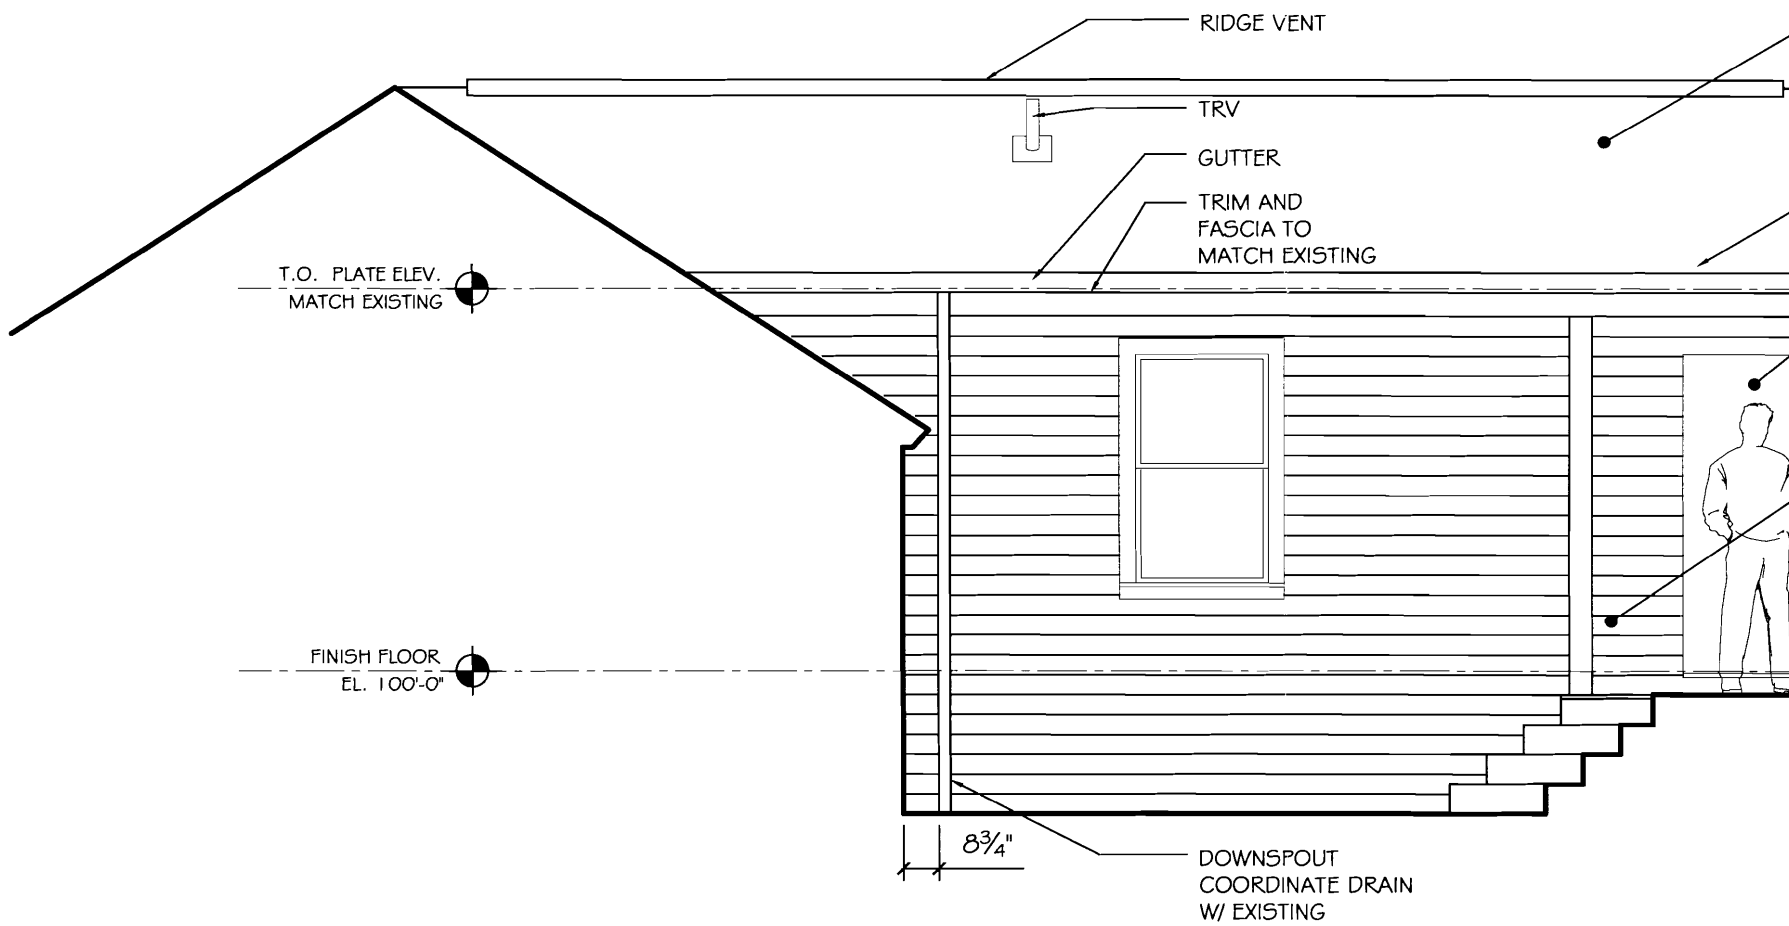 RIDGE VENT
TRV
GUTTER
TRIM AND
FASCIA TO
MATCH EXISTING
T.O. PLATE ELEV.
MATCH EXISTING
FINISH FLOOR
EL. 100'-0"
8¾"
DOWNSPOUT
COORDINATE DRAIN
W/ EXISTING